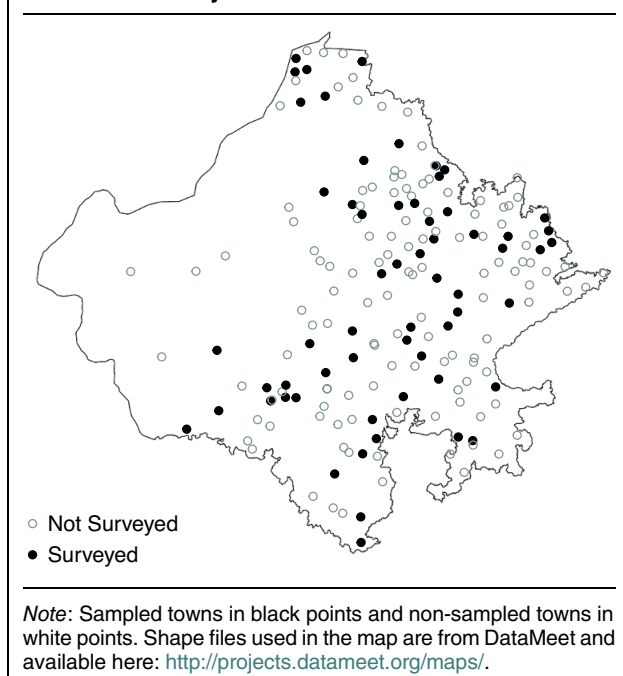 Not Surveyed
Surveyed
Note: Sampled towns in black points and non-sampled towns in
white points. Shape files used in the map are from DataMeet and
available here: http://projects.datameet.org/maps/.